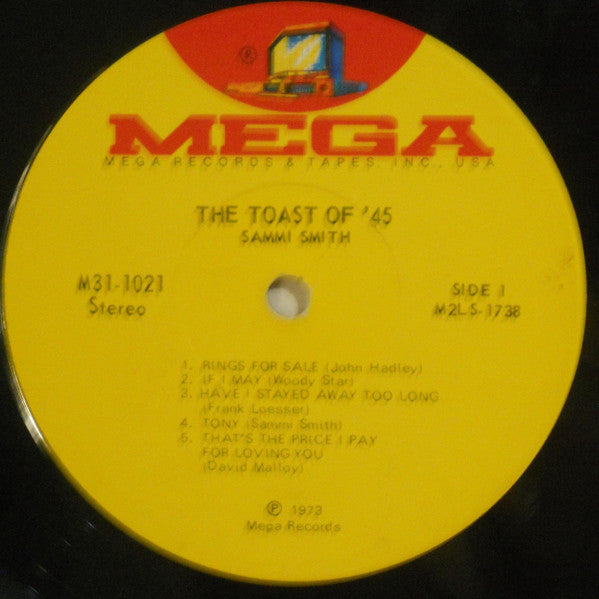 ®
MEGA
MEGA RECORDS & TAPES, INC., USA
THE TOAST OF '45
SAMMI SMITH
M31-1021
Stereo
SIDE 1
M2LS-1738
1. RINGS FOR SALE (John Hadley)
2. IF I MAY (Woody Star)
3. HAVE I STAYED AWAY TOO LONG
(Frank Loesser)
4. TONY (Sammi Smith)
5. THAT'S THE PRICE I PAY
FOR LOVING YOU
(David Malloy)
℗ 1973
Mega Records